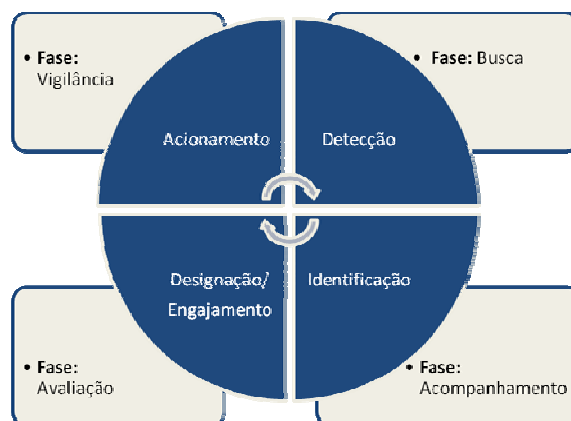 • Fase:
Vigilância
• Fase: Busca
Acionamento
Detecção
Designação/
Engajamento
Identificação
• Fase:
Avaliação
• Fase:
Acompanhamento